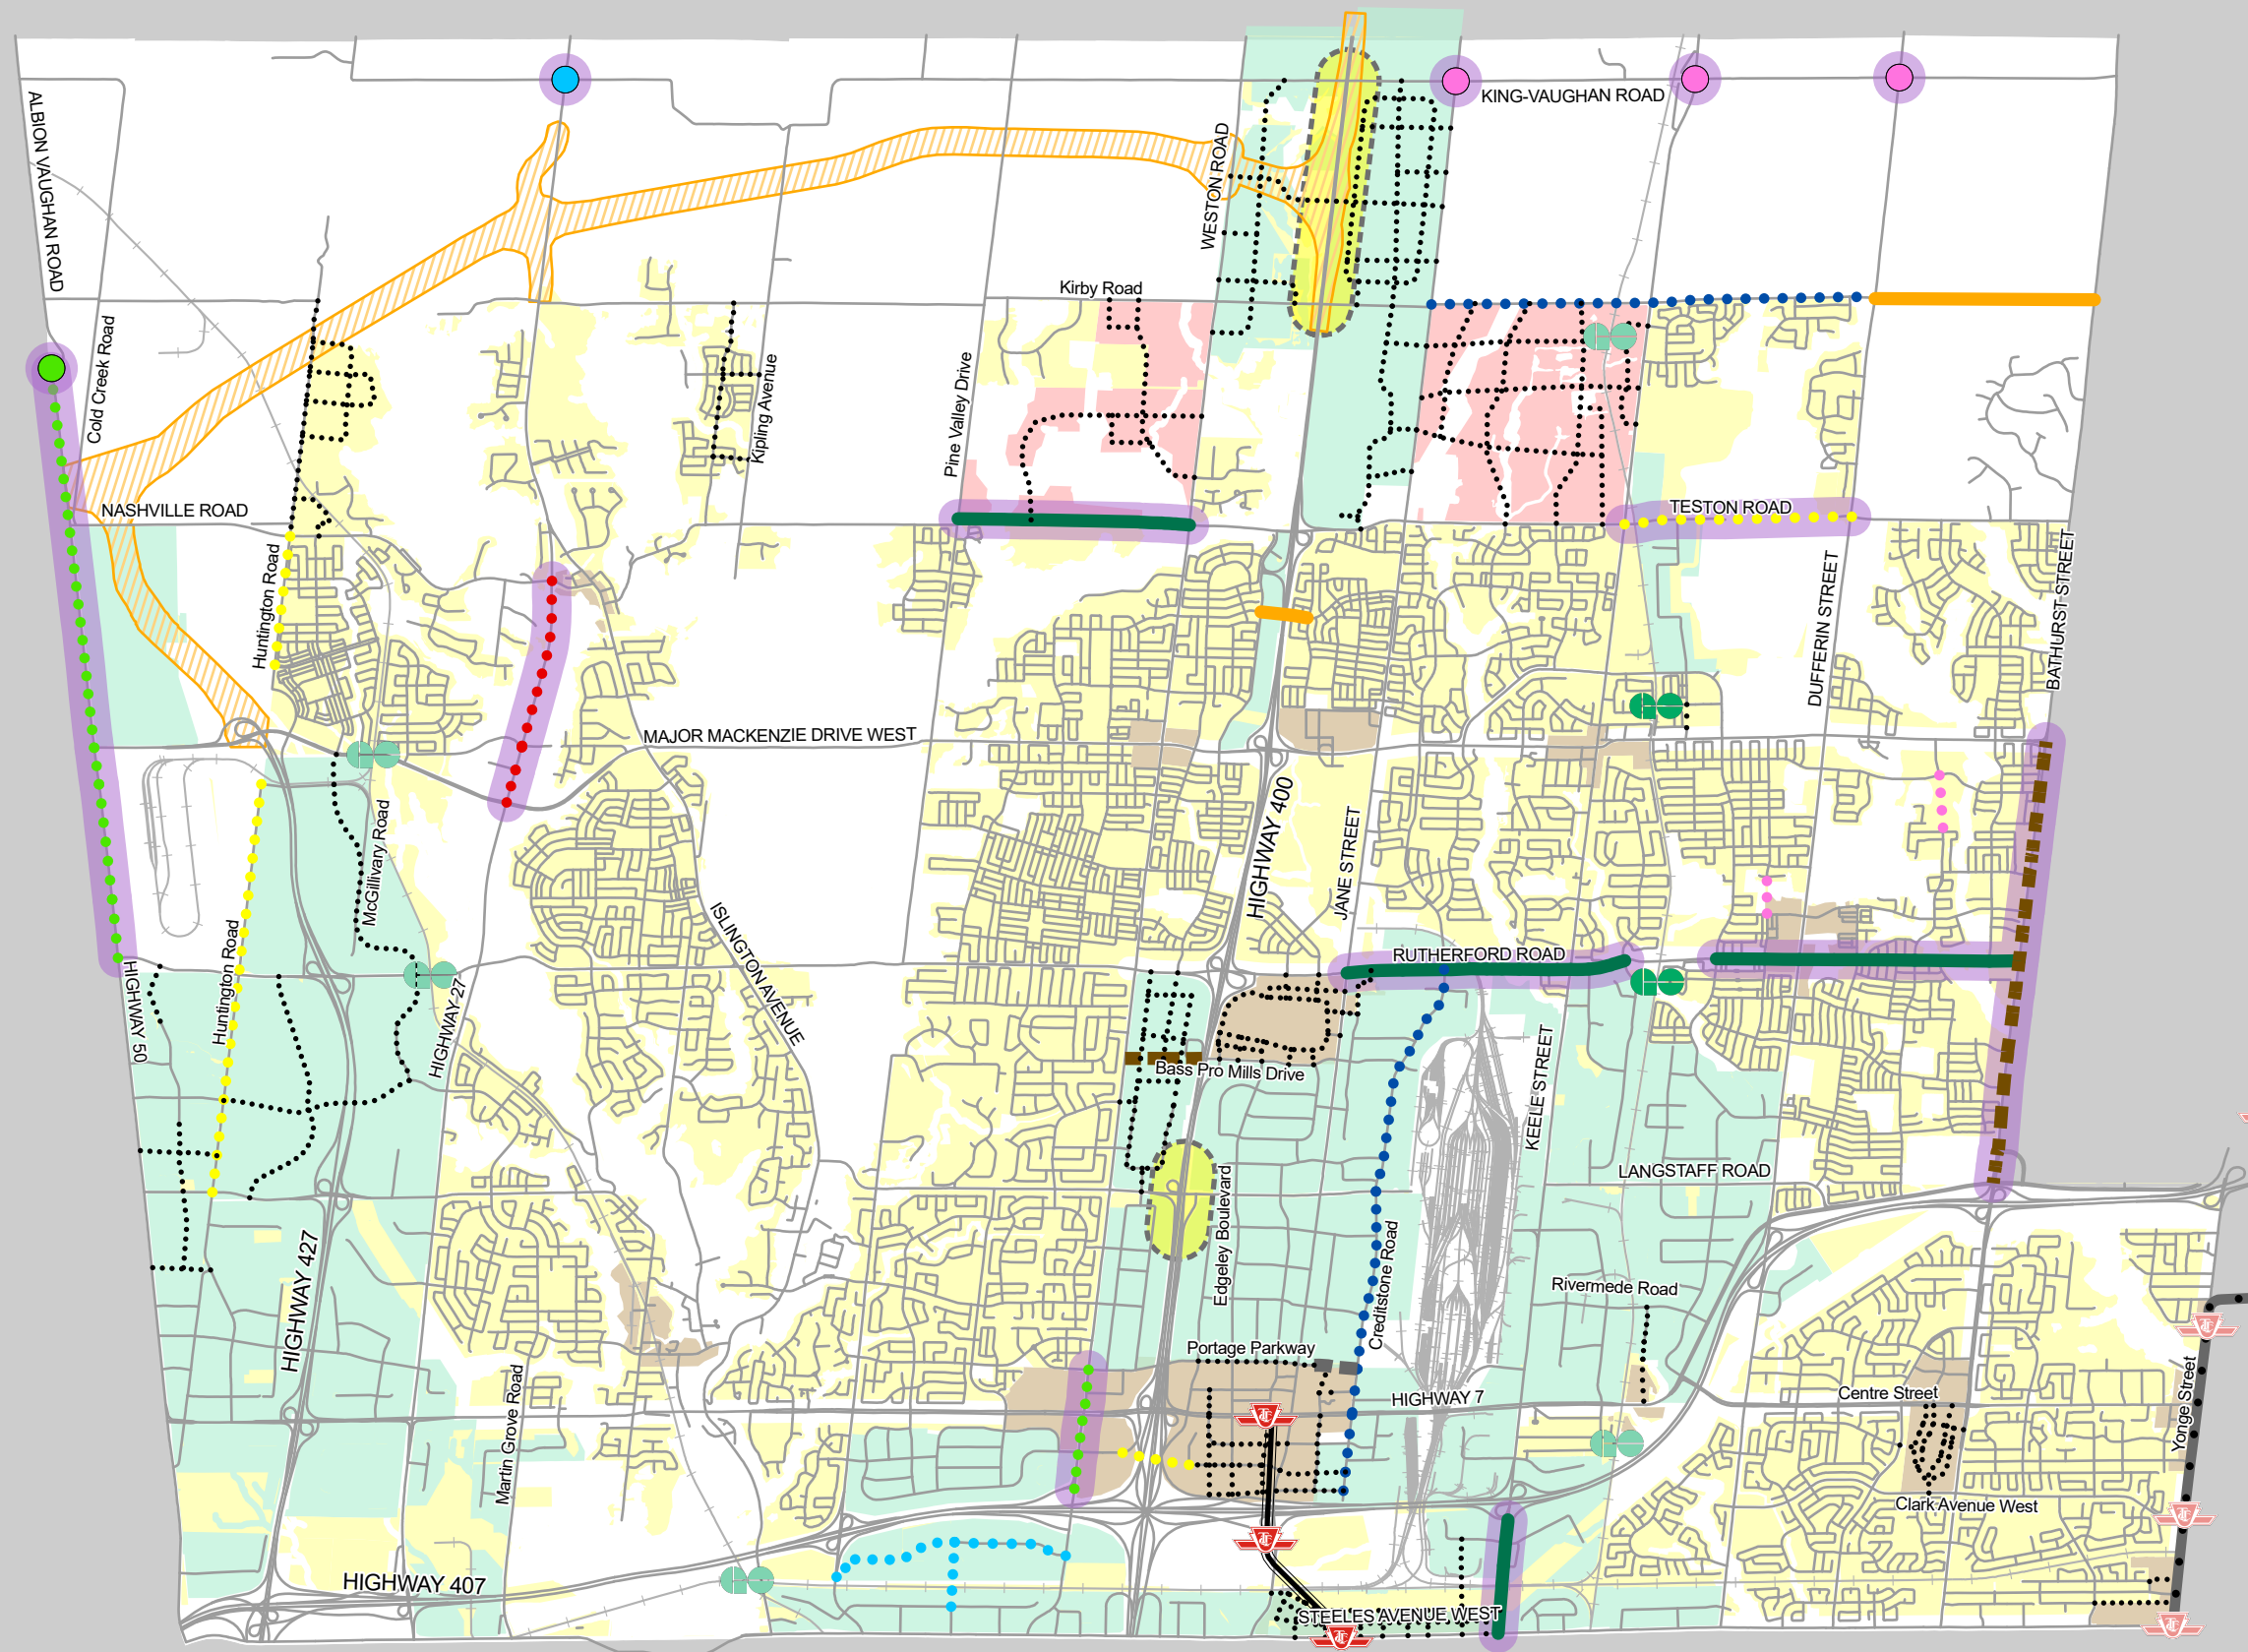 KING-VAUGHAN ROAD
ALBION VAUGHAN ROAD
WESTON ROAD
Kirby Road
Cold Creek Road
Pine Valley Drive
Kipling Avenue
NASHVILLE ROAD
TESTON ROAD
Huntington Road
DUFFERIN STREET
BATHURST STREET
MAJOR MACKENZIE DRIVE WEST
HIGHWAY 400
JANE STREET
McGillivary Road
ISLINGTON AVENUE
RUTHERFORD ROAD
Huntington Road
HIGHWAY 50
HIGHWAY 27
KEELE STREET
Bass Pro Mills Drive
LANGSTAFF ROAD
Edgeley Boulevard
HIGHWAY 427
Creditstone Road
Rivermede Road
Portage Parkway
HIGHWAY 7
Centre Street
Yonge Street
Martin Grove Road
Clark Avenue West
HIGHWAY 407
STEELES AVENUE WEST